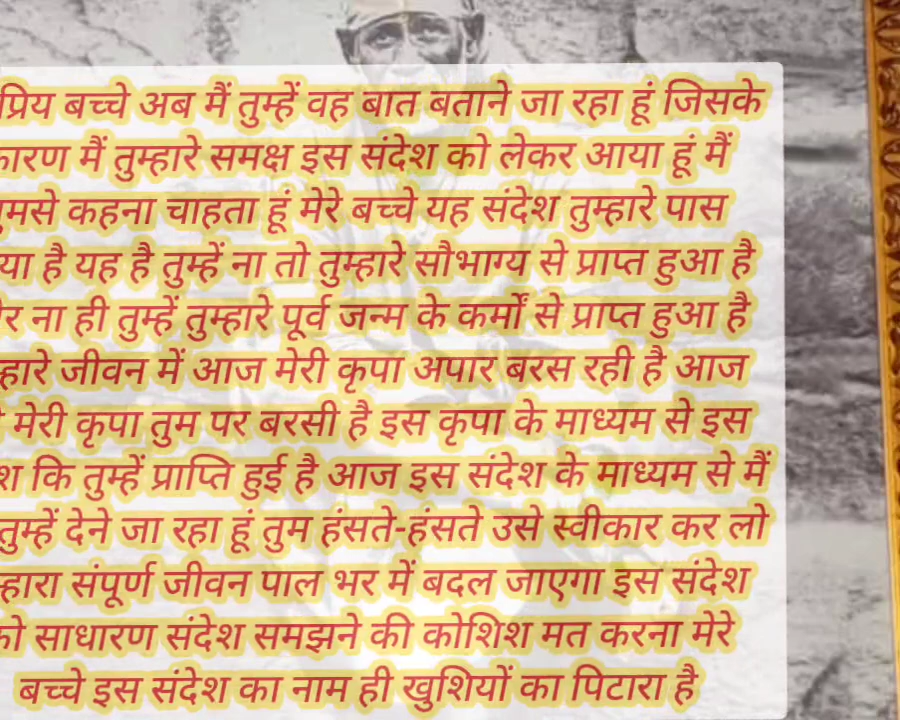 प्रिय बच्चे अब मैं तुम्हें वह बात बताने जा रहा हूं जिसके
मैं तुम्हारे समक्ष इस संदेश को लेकर आया हूं मैं
कहना चाहता हूं मेरे बच्चे यह संदेश तुम्हारे पास
है यह है तुम्हें ना तो तुम्हारे सौभाग्य से प्राप्त हुआ है
ना ही तुम्हें तुम्हारे पूर्व जन्म के कर्मों से प्राप्त हुआ है
जीवन में आज मेरी कृपा अपार बरस रही है आज
मेरी कृपा तुम पर बरसी है इस कृपा के माध्यम से इस
कि तुम्हें प्राप्ति हुई है आज इस संदेश के माध्यम से मैं
तुम्हें देने जा रहा हूं तुम हंसते-हंसते उसे स्वीकार कर लो
संपूर्ण जीवन पाल भर में बदल जाएगा इस संदेश
को साधारण संदेश समझने की कोशिश मत करना मेरे
बच्चे इस संदेश का नाम ही खुशियों का पिटारा है